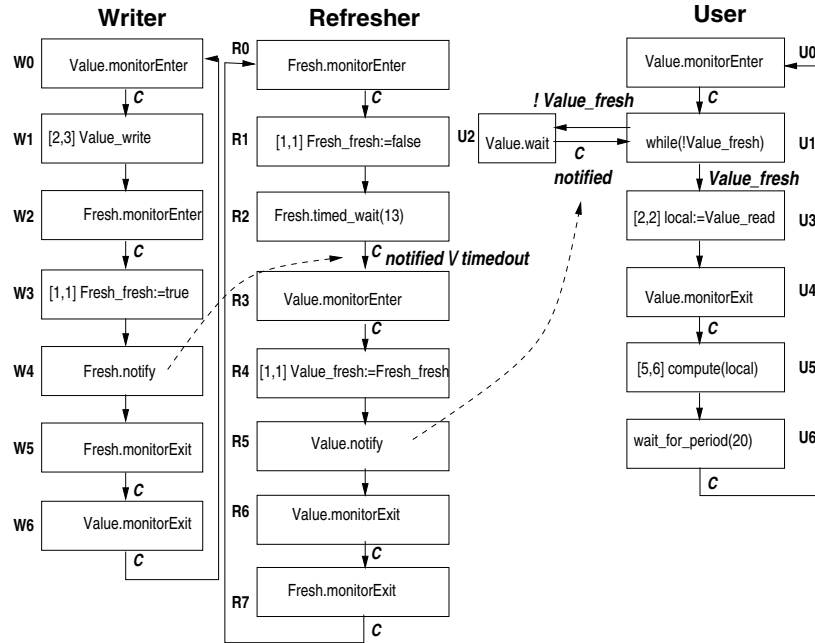 Writer
W0
Value.monitorEnter
C
W1
[2,3] Value_write
W2
Fresh.monitorEnter
C
W3
[1,1] Fresh_fresh:=true
W4
Fresh.notify
W5
Fresh.monitorExit
C
W6
Value.monitorExit
C
Refresher
R0
Fresh.monitorEnter
C
R1
[1,1] Fresh_fresh:=false
R2
Fresh.timed_wait(13)
C
notified V timedout
R3
Value.monitorEnter
C
R4
[1,1] Value_fresh:=Fresh_fresh
R5
Value.notify
R6
Value.monitorExit
C
R7
Fresh.monitorExit
C
User
U0
Value.monitorEnter
C
! Value_fresh
U2
Value.wait
C
notified
while(!Value_fresh)
U1
Value_fresh
[2,2] local:=Value_read
U3
Value.monitorExit
U4
C
[5,6] compute(local)
U5
wait_for_period(20)
U6
C